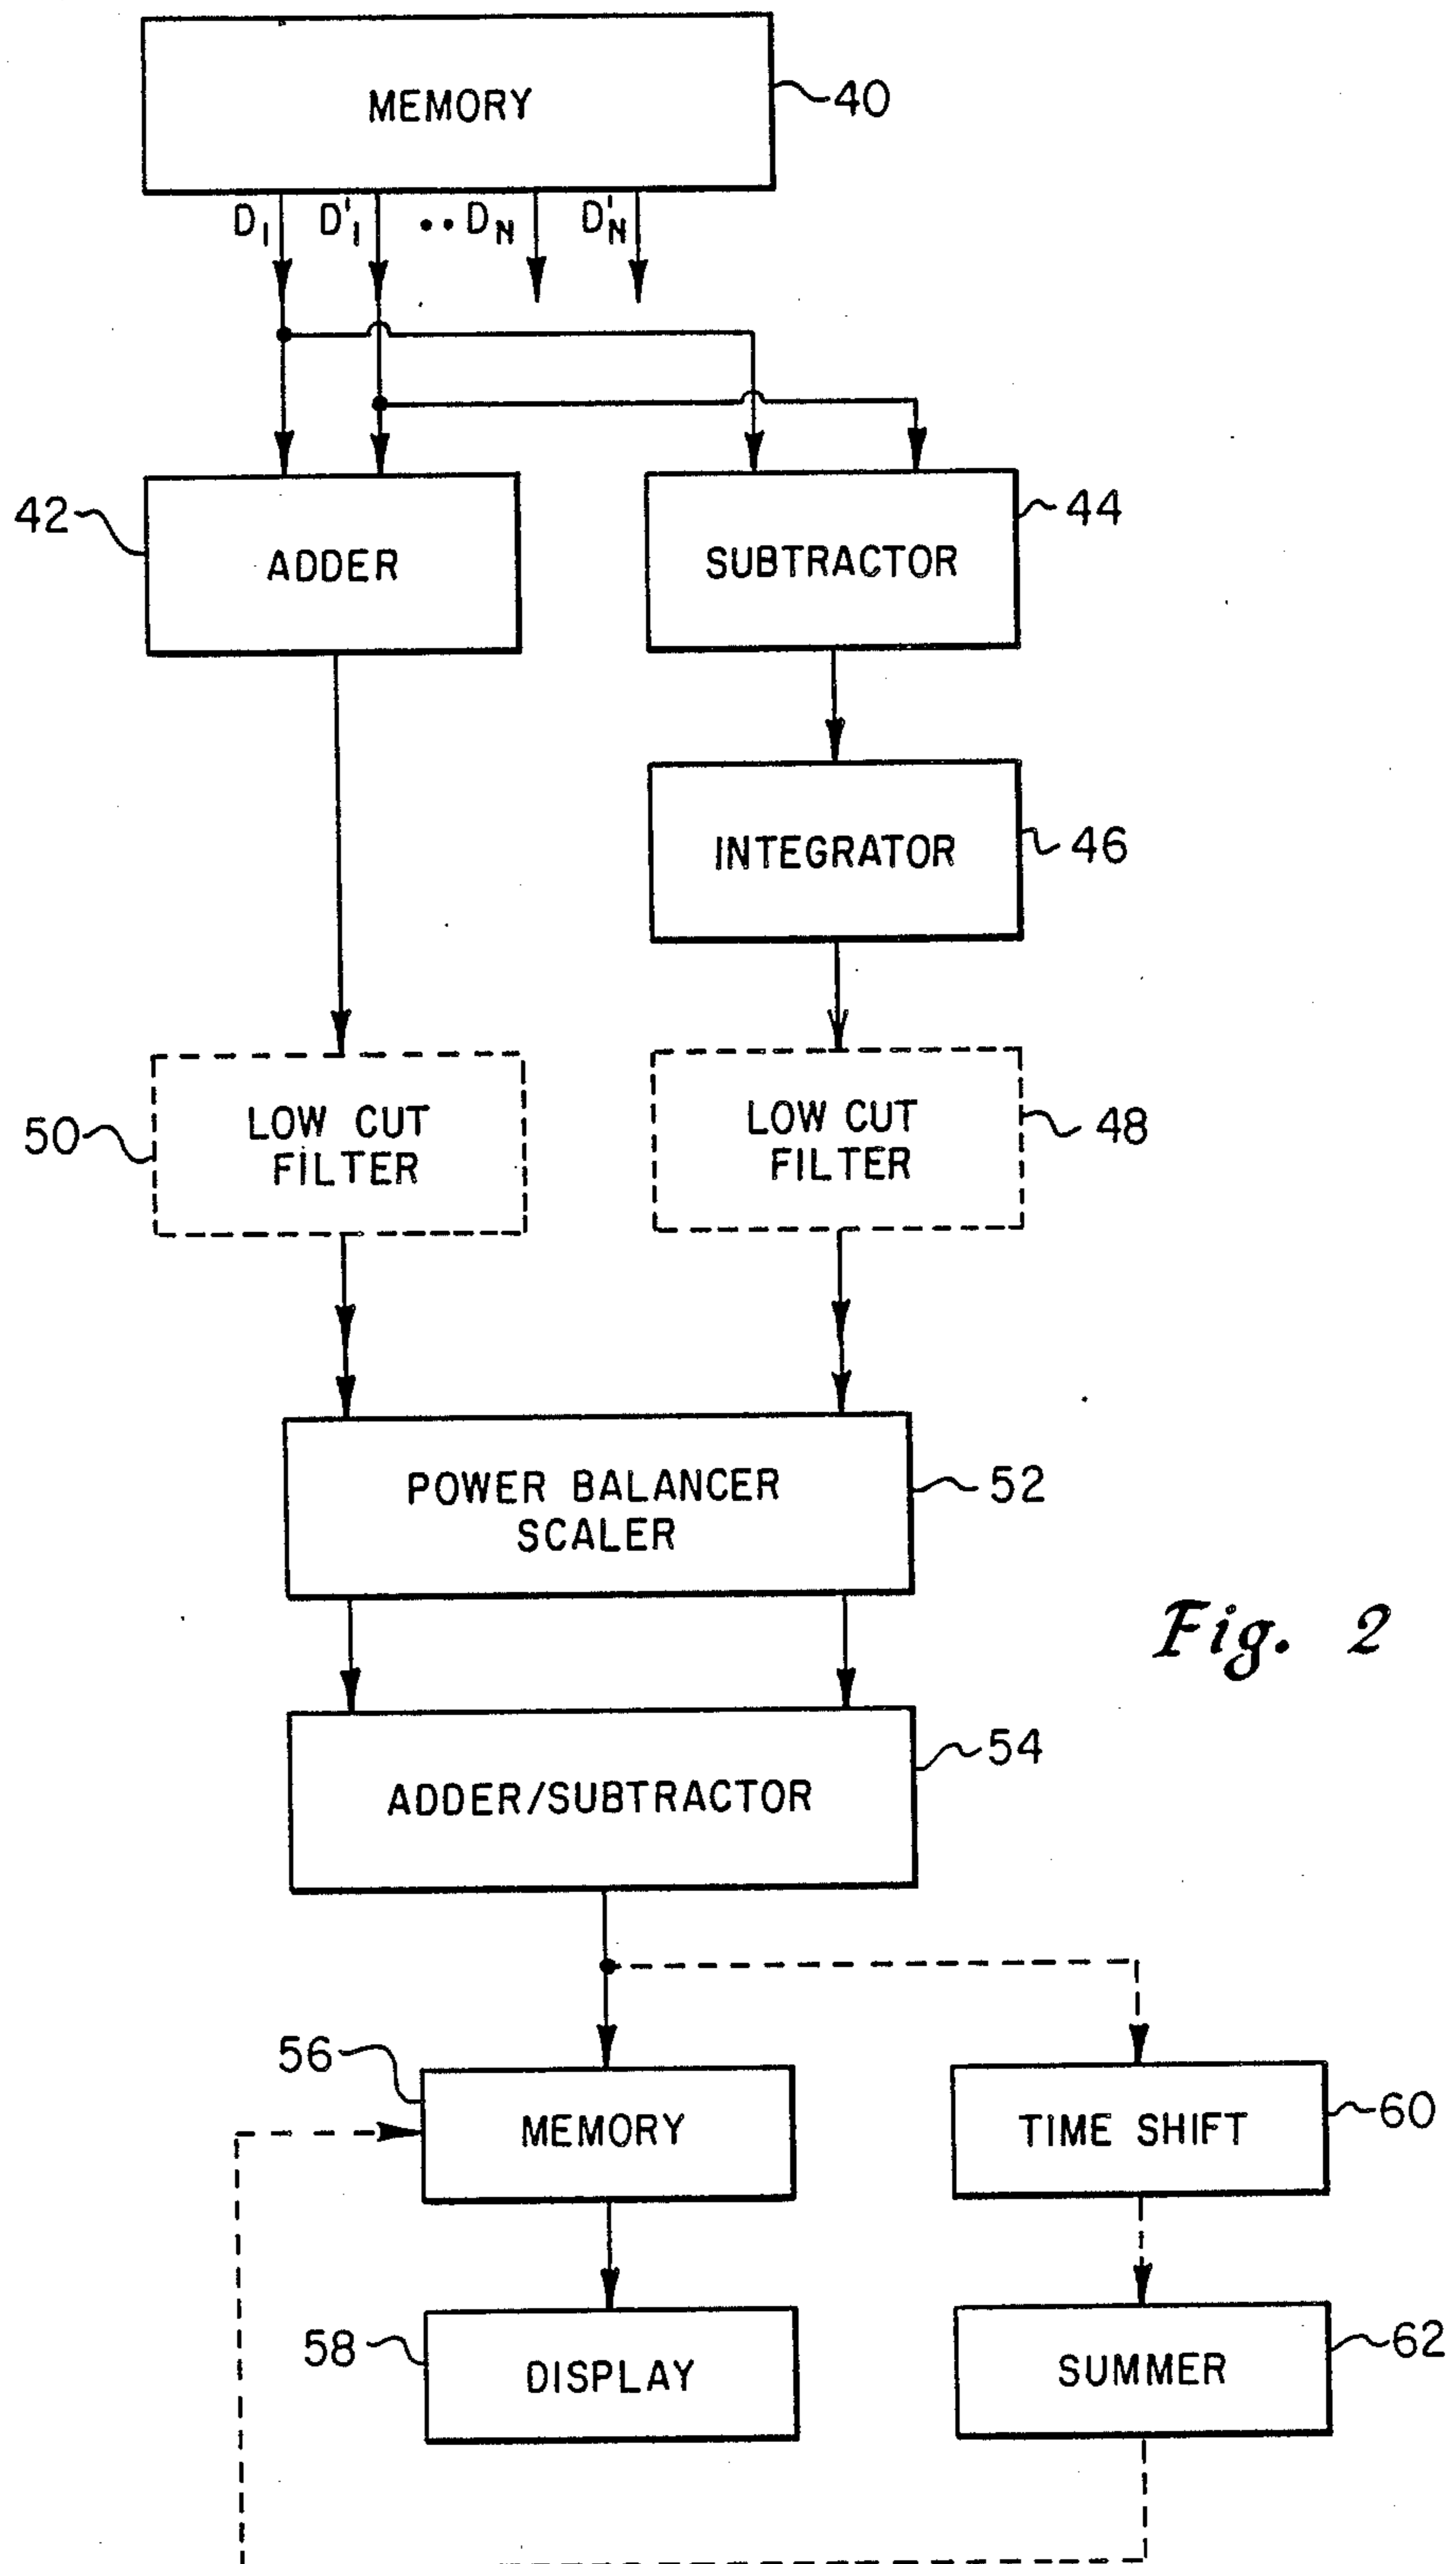 MEMORY
40
D1 D'1 ..DN D'N
42
44
ADDER
SUBTRACTOR
INTEGRATOR
46
50
LOW CUT
FILTER
LOW CUT
FILTER
48
POWER BALANCER
SCALER
52
Fig. 2
54
ADDER/SUBTRACTOR
56
MEMORY
TIME SHIFT
60
58
DISPLAY
SUMMER
62